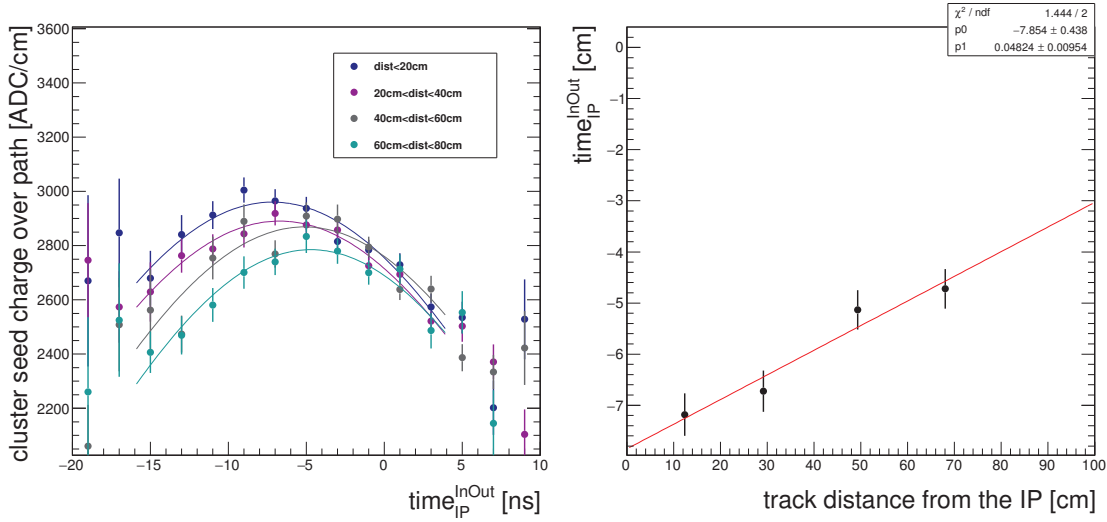 cluster seed charge over path [ADC/cm]
3600
3400
3200
3000
2800
2600
2400
2200
dist<20cm
20cm<dist<40cm
40cm<dist<60cm
60cm<dist<80cm
−20 −15 −10 −5 0 5 10
time_IP^InOut [ns]
time_IP^InOut [cm]
χ² / ndf 1.444 / 2
p0 −7.854 ± 0.438
p1 0.04824 ± 0.00954
0
−1
−2
−3
−4
−5
−6
−7
0 10 20 30 40 50 60 70 80 90 100
track distance from the IP [cm]